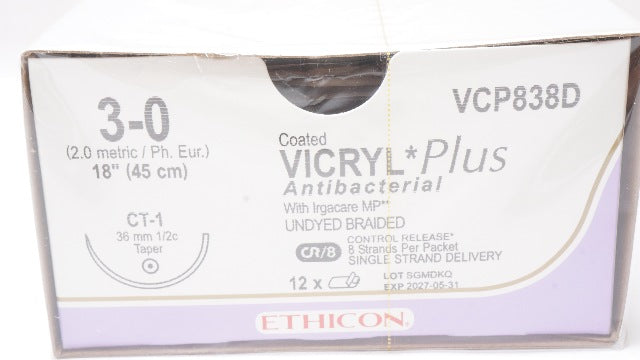 3-0
(2.0 metric / Ph. Eur.)
18" (45 cm)
CT-1
36 mm 1/2c
Taper
VCP838D
Coated
VICRYL* Plus
Antibacterial
With Irgacare MP**
UNDYED BRAIDED
CONTROL RELEASE*
CR/8 8 Strands Per Packet
SINGLE STRAND DELIVERY
12 x
LOT SGMDKQ
EXP 2027-05-31
ETHICON